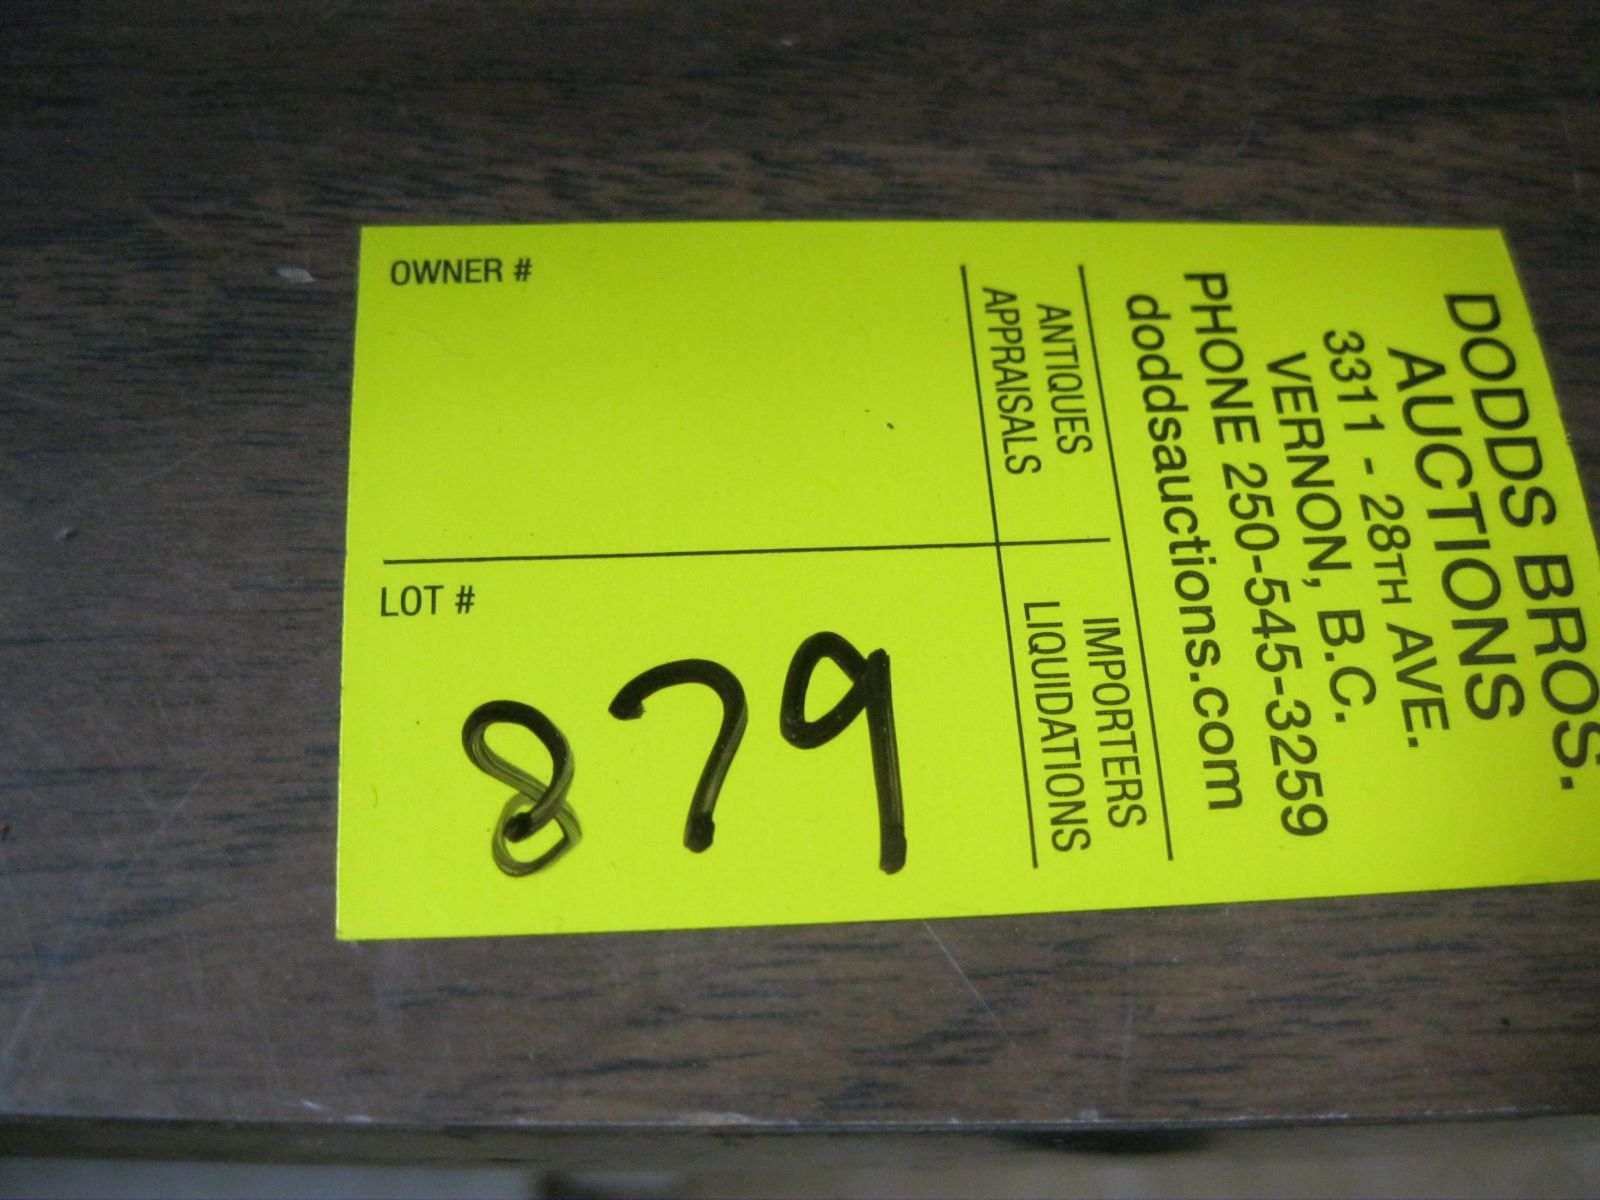 DODDS BROS.
AUCTIONS
3311 - 28TH AVE.
VERNON, B.C.
PHONE 250-545-3259
doddsauctions.com
ANTIQUES
APPRAISALS
IMPORTERS
LIQUIDATIONS
OWNER #
LOT #
879